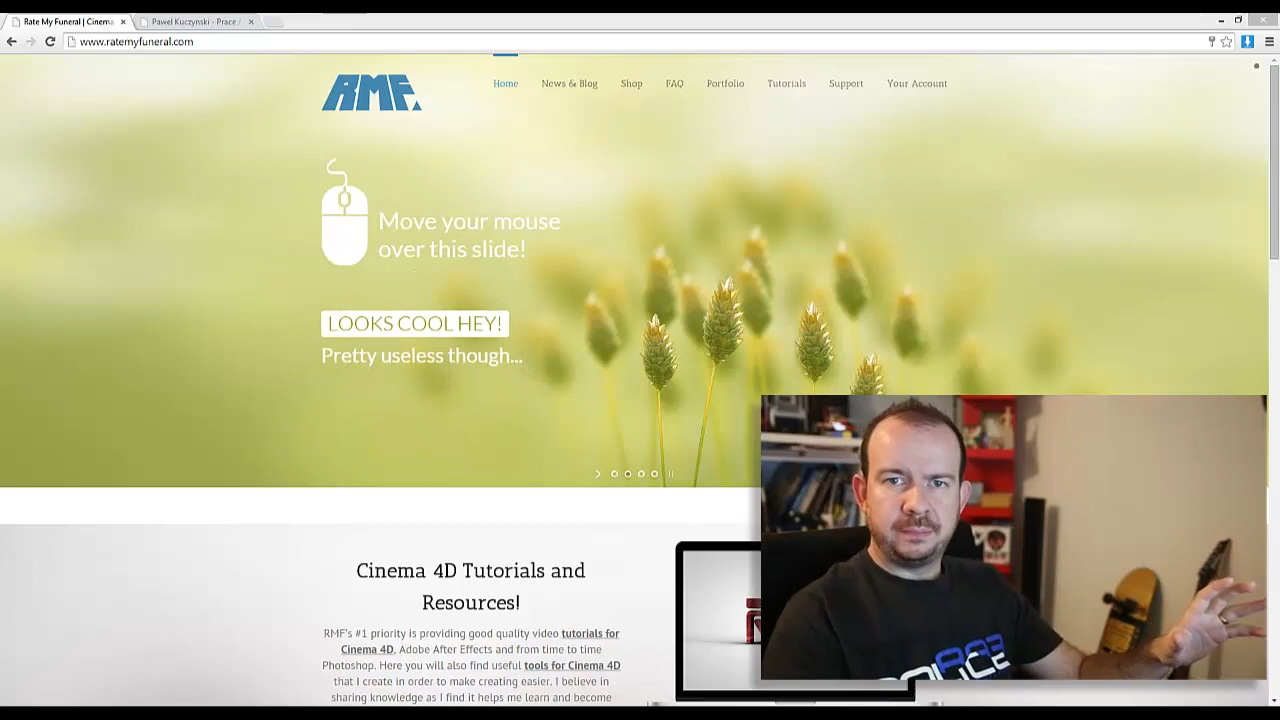 Rate My Funeral | Cinema
Pawel Kuczynski - Prace /
www.ratemyfuneral.com
RMF.
Home
News & Blog
Shop
FAQ
Portfolio
Tutorials
Support
Your Account
Move your mouse
over this slide!
LOOKS COOL HEY!
Pretty useless though...
Cinema 4D Tutorials and
Resources!
RMF's #1 priority is providing good quality video tutorials for
Cinema 4D, Adobe After Effects and from time to time
Photoshop. Here you will also find useful tools for Cinema 4D
that I create in order to make creating easier. I believe in
sharing knowledge as I find it helps me learn and become